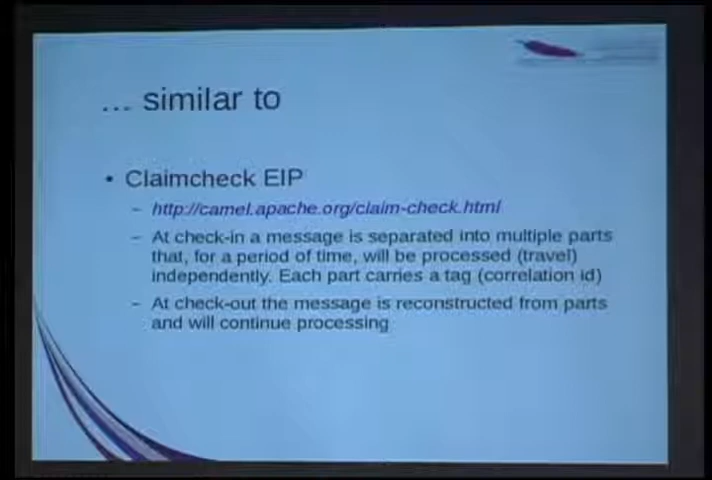 ... similar to
• Claimcheck EIP
– http://camel.apache.org/claim-check.html
– At check-in a message is separated into multiple parts
that, for a period of time, will be processed (travel)
independently. Each part carries a tag (correlation id)
– At check-out the message is reconstructed from parts
and will continue processing